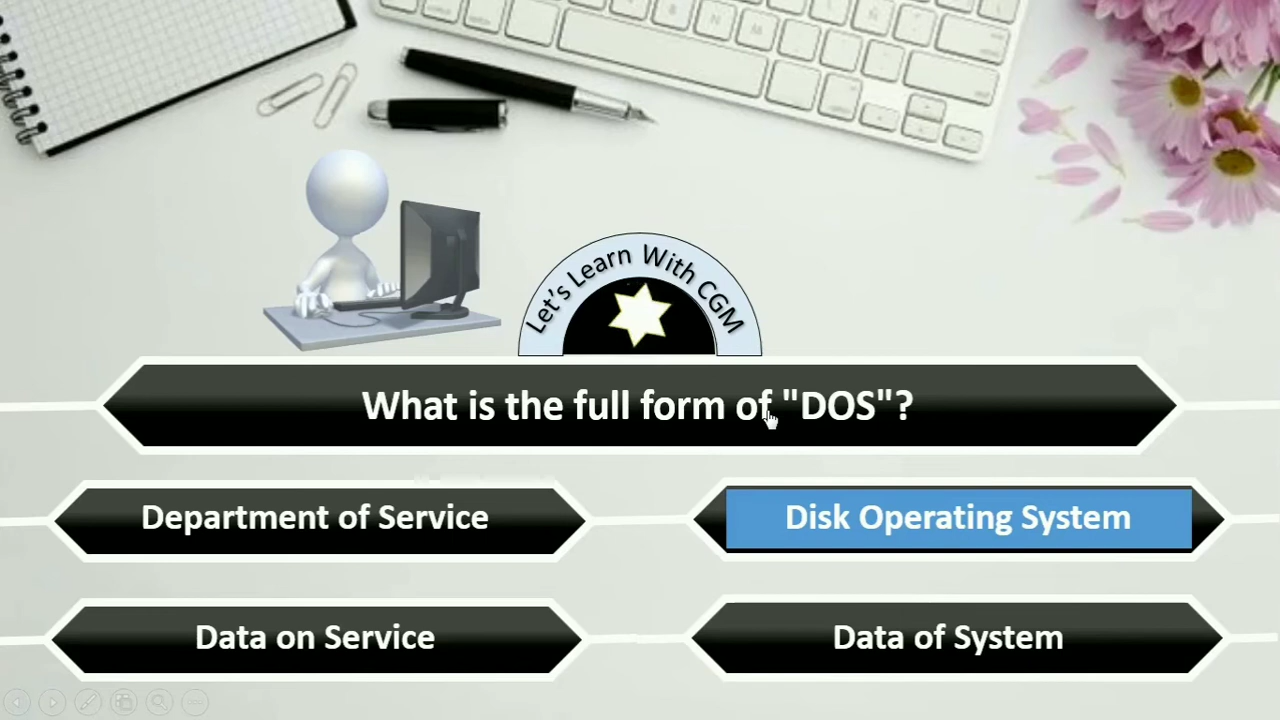 Let's Learn With CGM
What is the full form of "DOS"?
Department of Service
Disk Operating System
Data on Service
Data of System